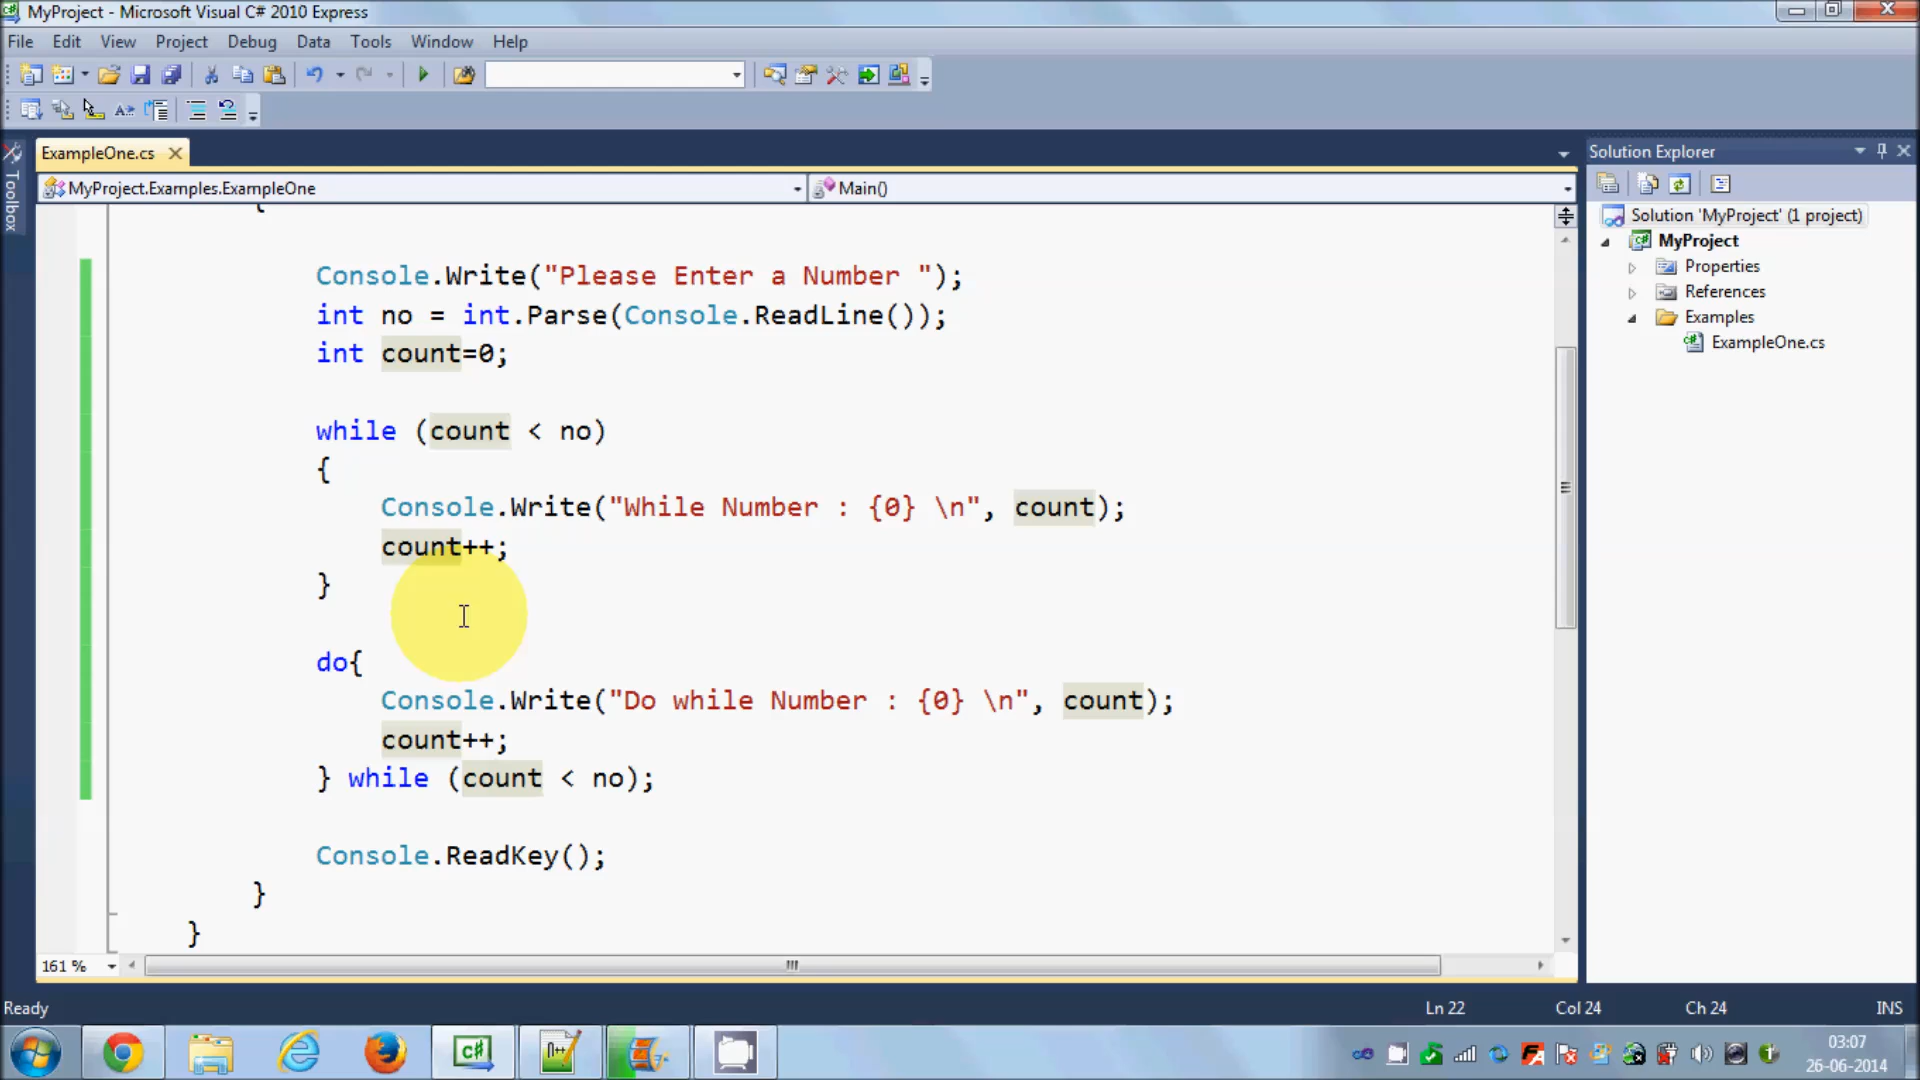 MyProject - Microsoft Visual C# 2010 Express
File Edit View Project Debug Data Tools Window Help
ExampleOne.cs
Solution Explorer
Toolbox
MyProject.Examples.ExampleOne
Main()
Solution 'MyProject' (1 project)
MyProject
Properties
References
Examples
ExampleOne.cs
{
Console.Write("Please Enter a Number ");
int no = int.Parse(Console.ReadLine());
int count=0;
while (count < no)
{
Console.Write("While Number : {0} \n", count);
count++;
}
do{
Console.Write("Do while Number : {0} \n", count);
count++;
} while (count < no);
Console.ReadKey();
}
}
161 %
Ready
Ln 22
Col 24
Ch 24
INS
03:07
26-06-2014